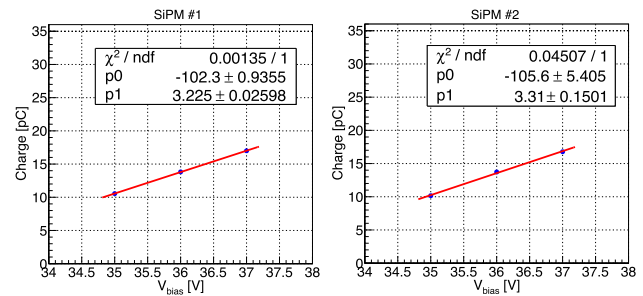 SiPM #1
χ² / ndf 0.00135 / 1
p0 -102.3 ± 0.9355
p1 3.225 ± 0.02598
Charge [pC]
35
30
25
20
15
10
5
0
34 34.5 35 35.5 36 36.5 37 37.5 38
V_bias [V]
SiPM #2
χ² / ndf 0.04507 / 1
p0 -105.6 ± 5.405
p1 3.31 ± 0.1501
Charge [pC]
35
30
25
20
15
10
5
0
34 34.5 35 35.5 36 36.5 37 37.5 38
V_bias [V]